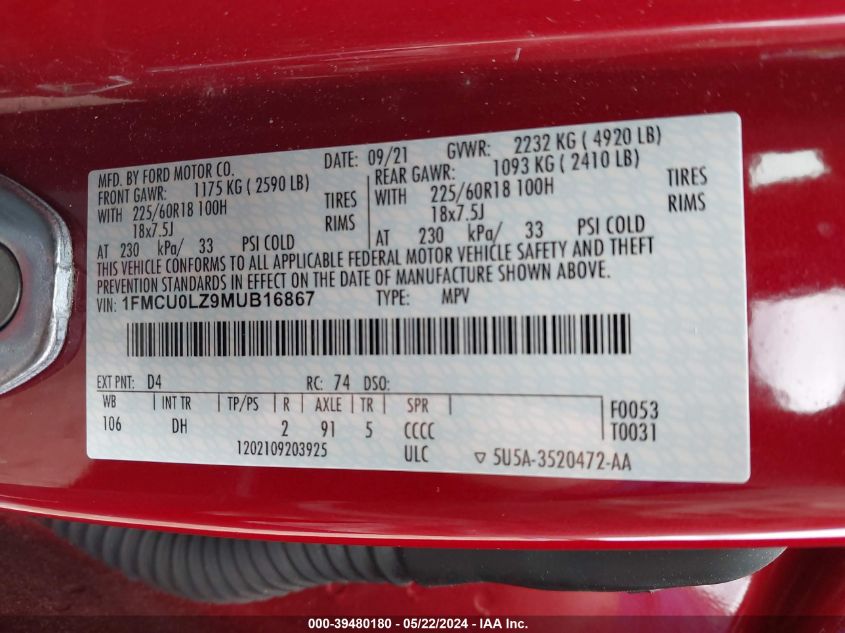 MFD. BY FORD MOTOR CO.
DATE: 09/21
GVWR: 2232 KG ( 4920 LB)
FRONT GAWR: 1175 KG ( 2590 LB)
WITH 225/60R18 100H TIRES
18x7.5J RIMS
AT 230 kPa/ 33 PSI COLD
REAR GAWR: 1093 KG ( 2410 LB)
WITH 225/60R18 100H TIRES
18x7.5J RIMS
AT 230 kPa/ 33 PSI COLD
THIS VEHICLE CONFORMS TO ALL APPLICABLE FEDERAL MOTOR VEHICLE SAFETY AND THEFT
PREVENTION STANDARDS IN EFFECT ON THE DATE OF MANUFACTURE SHOWN ABOVE.
VIN: 1FMCU0LZ9MUB16867 TYPE: MPV
EXT PNT: D4 RC: 74 DSO:
WB INT TR TP/PS R AXLE TR SPR
106 DH 2 91 5 CCCC
F0053
T0031
1202109203925 ULC ▽ 5U5A-3520472-AA
000-39480180 - 05/22/2024 - IAAI Inc.